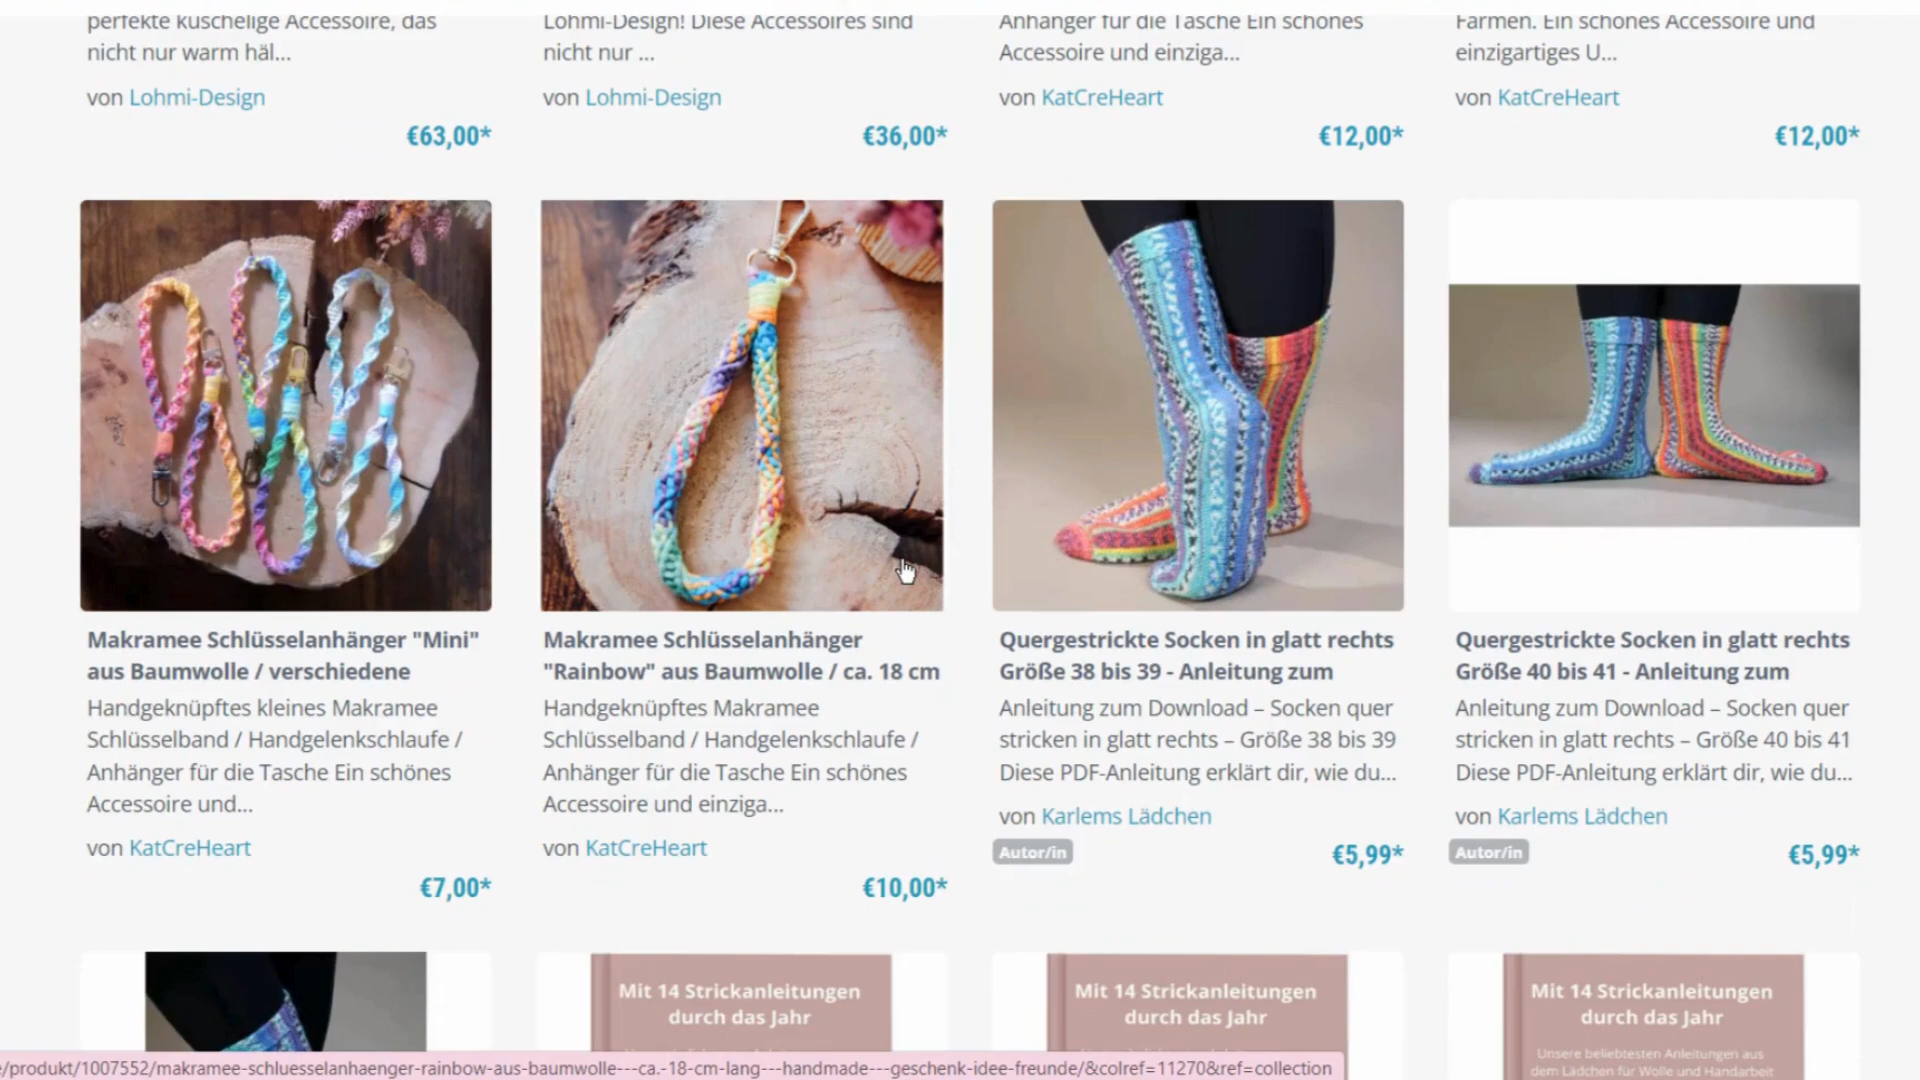 perfekte kuschelige Accessoire, das
nicht nur warm häl...
von Lohmi-Design
€63,00*
Lohmi-Design! Diese Accessoires sind
nicht nur ...
von Lohmi-Design
€36,00*
Anhänger für die Tasche Ein schönes
Accessoire und einziga...
von KatCreHeart
€12,00*
Farmen. Ein schönes Accessoire und
einzigartiges U...
von KatCreHeart
€12,00*
Makramee Schlüsselanhänger "Mini"
aus Baumwolle / verschiedene
Handgeknüpftes kleines Makramee
Schlüsselband / Handgelenkschlaufe /
Anhänger für die Tasche Ein schönes
Accessoire und...
von KatCreHeart
€7,00*
Makramee Schlüsselanhänger
"Rainbow" aus Baumwolle / ca. 18 cm
Handgeknüpftes Makramee
Schlüsselband / Handgelenkschlaufe /
Anhänger für die Tasche Ein schönes
Accessoire und einziga...
von KatCreHeart
€10,00*
Quergestrickte Socken in glatt rechts
Größe 38 bis 39 - Anleitung zum
Anleitung zum Download – Socken quer
stricken in glatt rechts – Größe 38 bis 39
Diese PDF-Anleitung erklärt dir, wie du...
von Karlems Lädchen
Autor/in
€5,99*
Quergestrickte Socken in glatt rechts
Größe 40 bis 41 - Anleitung zum
Anleitung zum Download – Socken quer
stricken in glatt rechts – Größe 40 bis 41
Diese PDF-Anleitung erklärt dir, wie du...
von Karlems Lädchen
Autor/in
€5,99*
Mit 14 Strickanleitungen
durch das Jahr
Mit 14 Strickanleitungen
durch das Jahr
Mit 14 Strickanleitungen
durch das Jahr
Unsere beliebtesten Anleitungen aus
dem Lädchen für Wolle und Handarbeit
/produkt/1007552/makramee-schluesselanhaenger-rainbow-aus-baumwolle---ca.-18-cm-lang---handmade---geschenk-idee-freunde/&colref=11270&ref=collection